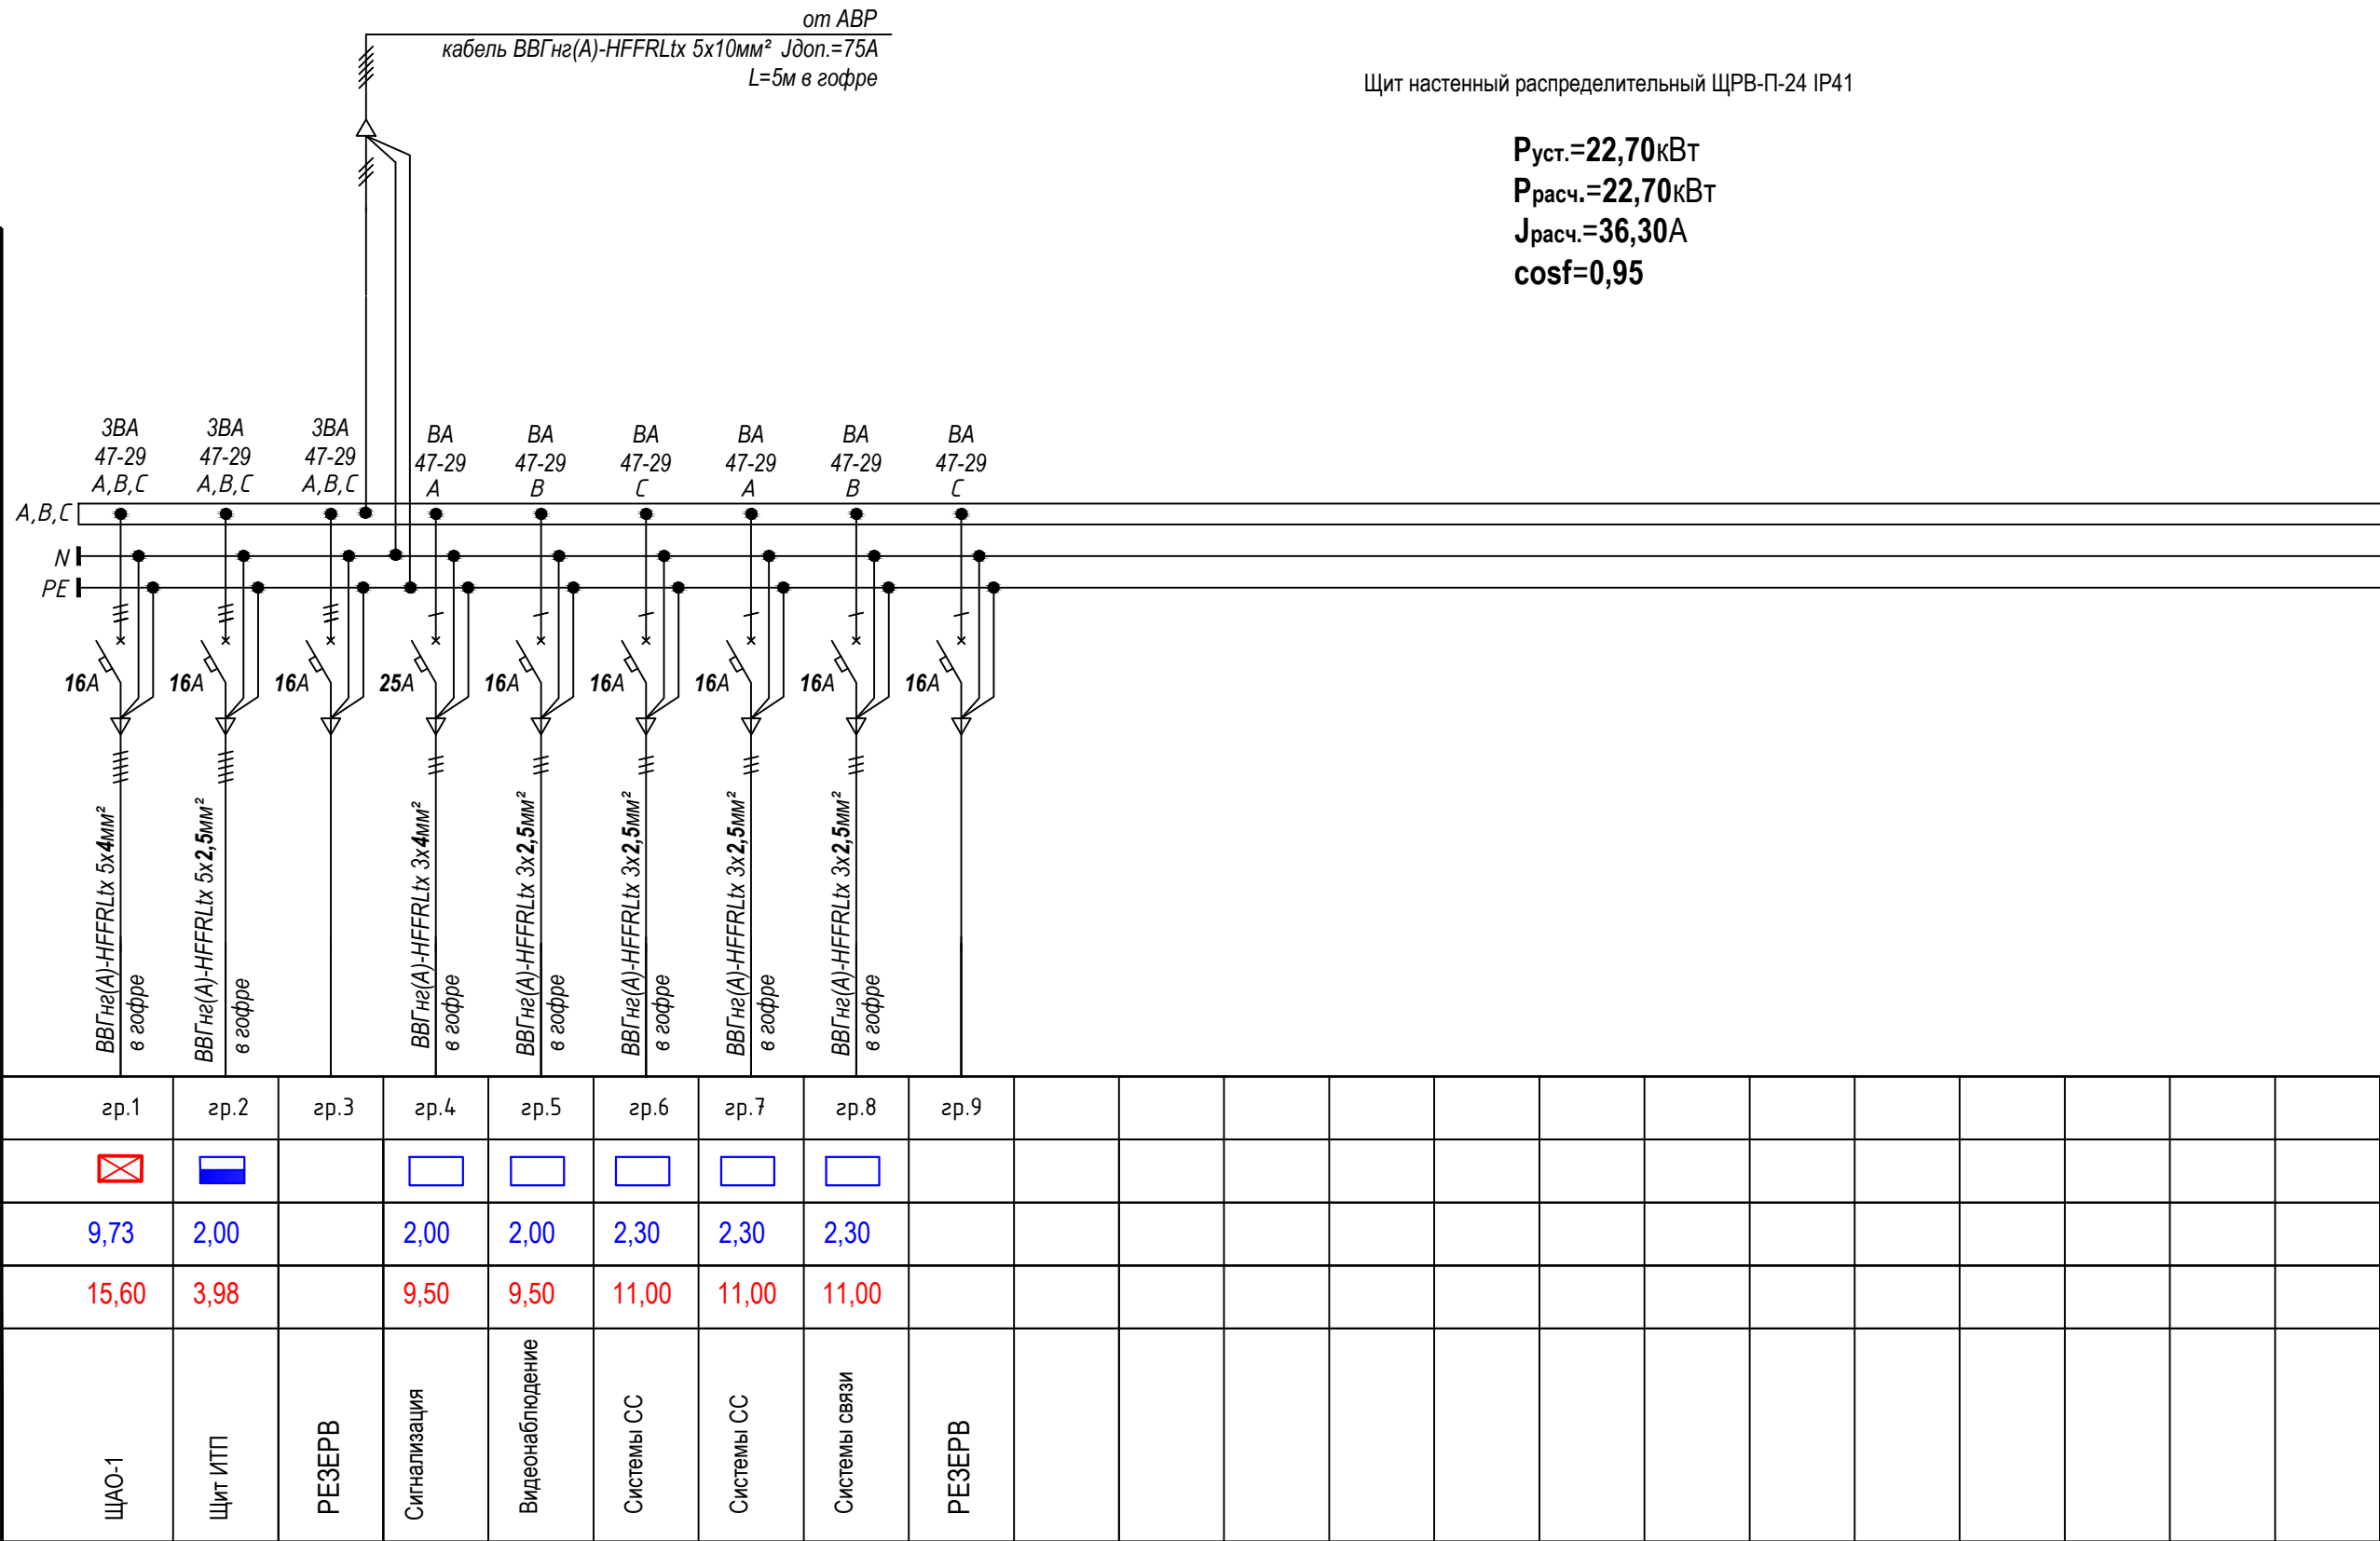 от АВР
кабель ВВГнг(А)-HFFRLtx 5х10мм² Jдоп.=75А
L=5м в гофре
Щит настенный распределительный ЩРВ-П-24 IP41
Pуст.=22,70кВт
Pрасч.=22,70кВт
Jрасч.=36,30А
cosf=0,95
3ВА 3ВА 3ВА ВА ВА ВА ВА ВА ВА
47-29 47-29 47-29 47-29 47-29 47-29 47-29 47-29 47-29
А,В,С А,В,С А,В,С А В С А В С
А,В,С
N
PE
16А 16А 16А 25А 16А 16А 16А 16А 16А
ВВГнг(А)-HFFRLtx 5х4мм²
в гофре
ВВГнг(А)-HFFRLtx 5х2,5мм²
в гофре
ВВГнг(А)-HFFRLtx 3х4мм²
в гофре
ВВГнг(А)-HFFRLtx 3х2,5мм²
в гофре
ВВГнг(А)-HFFRLtx 3х2,5мм²
в гофре
ВВГнг(А)-HFFRLtx 3х2,5мм²
в гофре
ВВГнг(А)-HFFRLtx 3х2,5мм²
в гофре
гр.1 гр.2 гр.3 гр.4 гр.5 гр.6 гр.7 гр.8 гр.9
9,73 2,00 2,00 2,00 2,30 2,30 2,30
15,60 3,98 9,50 9,50 11,00 11,00 11,00
ЩАО-1
Щит ИТП
РЕЗЕРВ
Сигнализация
Видеонаблюдение
Системы СС
Системы СС
Системы связи
РЕЗЕРВ